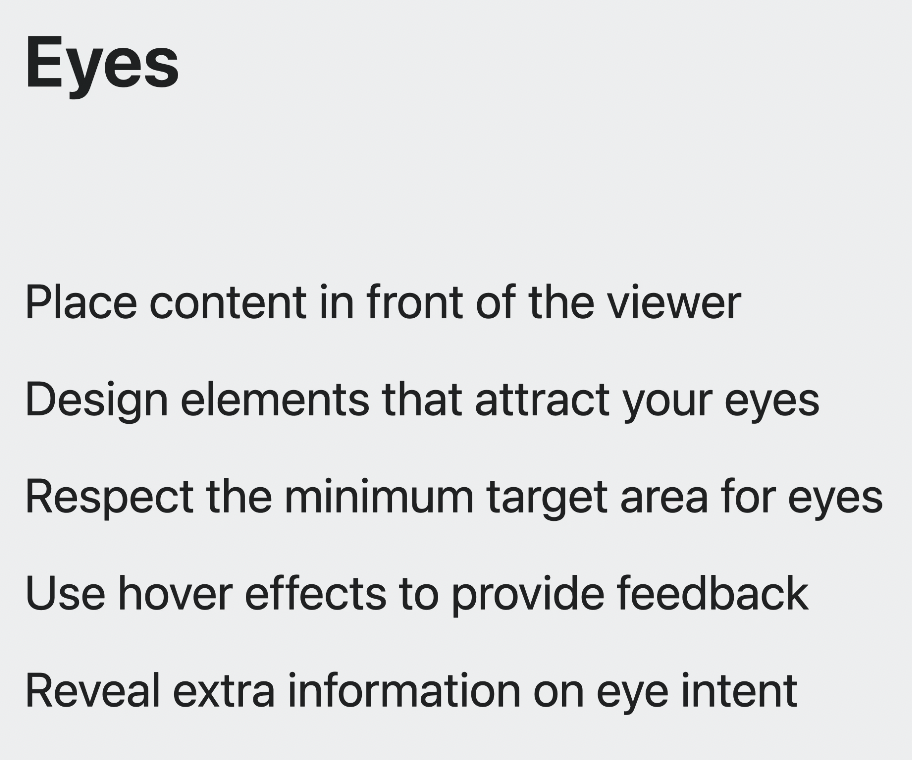 Eyes
Place content in front of the viewer
Design elements that attract your eyes
Respect the minimum target area for eyes
Use hover effects to provide feedback
Reveal extra information on eye intent